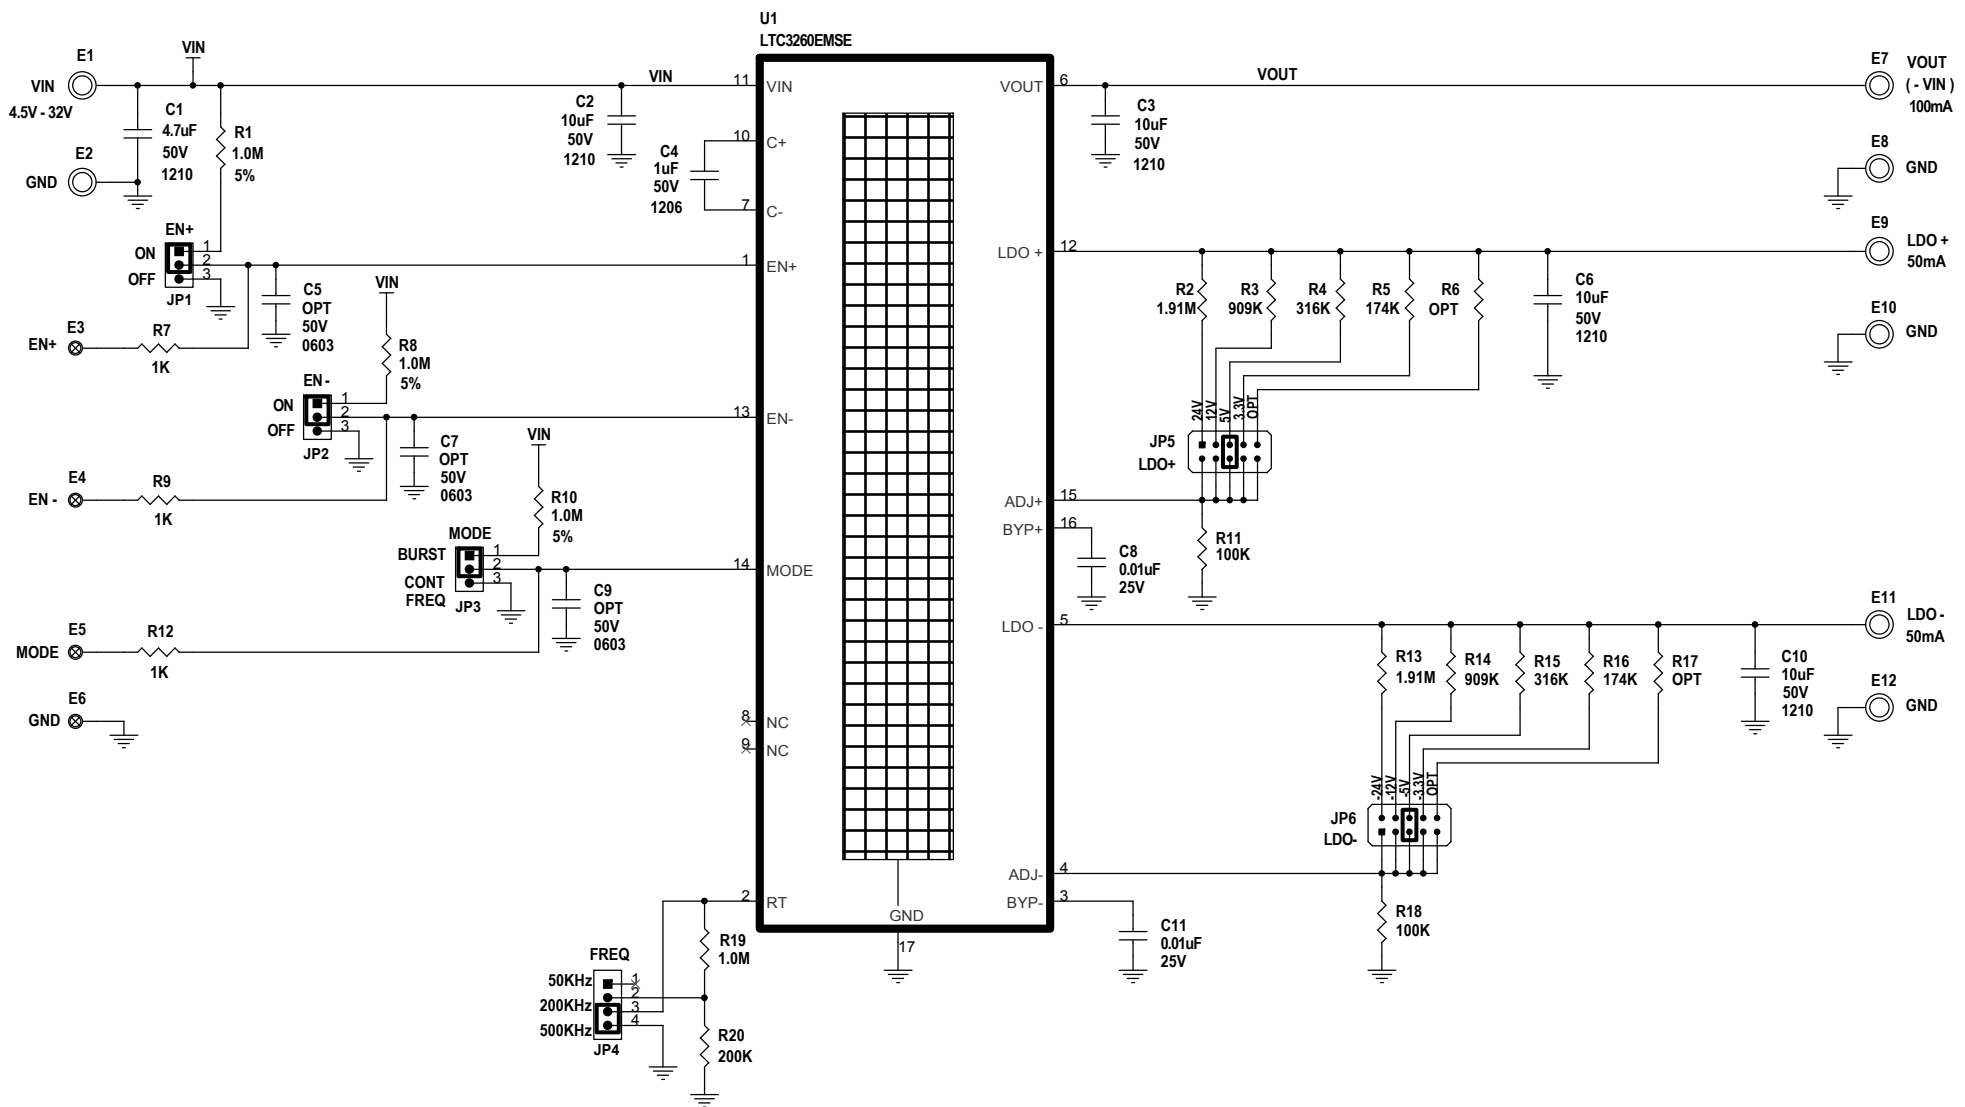 U1
LTC3260EMSE
E1
VIN
4.5V - 32V
VIN
C1
4.7uF
50V
1210
R1
1.0M
5%
E2
GND
VIN
C2
10uF
50V
1210
C4
1uF
50V
1206
11
VIN
10
C+
7
C-
1
EN+
13
EN-
14
MODE
8
NC
9
NC
2
RT
GND
17
EN+
ON
OFF
1
2
3
JP1
C5
OPT
50V
0603
E3
EN+
R7
1K
VIN
R8
1.0M
5%
EN -
ON
OFF
1
2
3
JP2
C7
OPT
50V
0603
E4
EN -
R9
1K
VIN
R10
1.0M
5%
MODE
BURST
CONT
FREQ
1
2
3
JP3
C9
OPT
50V
0603
E5
MODE
R12
1K
E6
GND
R19
1.0M
FREQ
50KHz
200KHz
500KHz
1
2
3
4
JP4
R20
200K
VOUT
6
VOUT
C3
10uF
50V
1210
E7
VOUT
( - VIN )
100mA
E8
GND
LDO +
12
E9
LDO +
50mA
R2
1.91M
R3
909K
R4
316K
R5
174K
R6
OPT
C6
10uF
50V
1210
E10
GND
24V
12V
5V
3.3V
OPT
JP5
LDO+
ADJ+
15
BYP+
16
R11
100K
C8
0.01uF
25V
LDO -
5
E11
LDO -
50mA
R13
1.91M
R14
909K
R15
316K
R16
174K
R17
OPT
C10
10uF
50V
1210
E12
GND
-24V
-12V
-5V
-3.3V
OPT
JP6
LDO-
ADJ-
4
BYP-
3
R18
100K
C11
0.01uF
25V